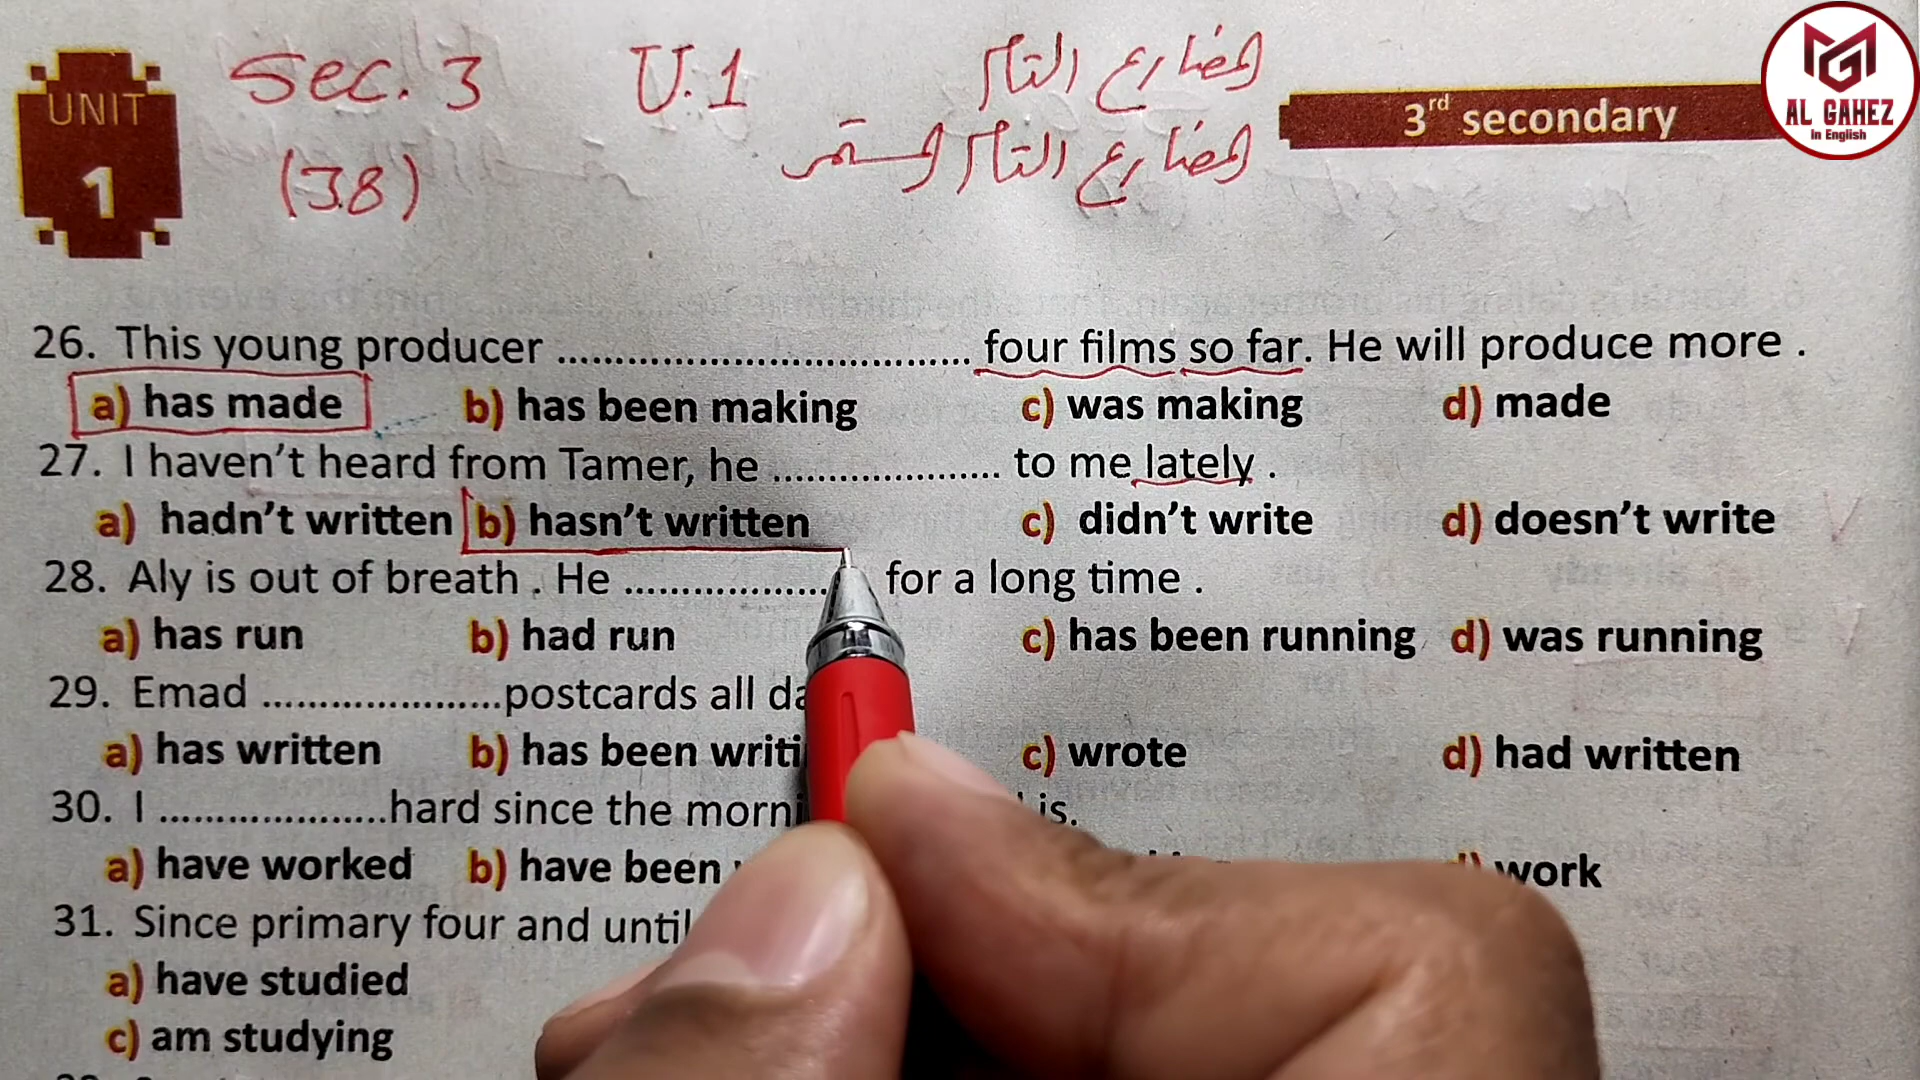 UNIT
1
Sec. 3 U.1
(38)
المضارع التام
المضارع التام المستمر
3rd secondary
AL GAHEZ
in English
26. This young producer .................................... four films so far. He will produce more .
a) has made b) has been making c) was making d) made
27. I haven't heard from Tamer, he .................... to me lately .
a) hadn't written b) hasn't written c) didn't write d) doesn't write
28. Aly is out of breath . He .................. for a long time .
a) has run b) had run c) has been running d) was running
29. Emad .....................postcards all
a) has written b) has been c) wrote d) had written
30. I ....................hard since the is.
a) have worked b) have been d) work
31. Since primary four and until
a) have studied
c) am studying